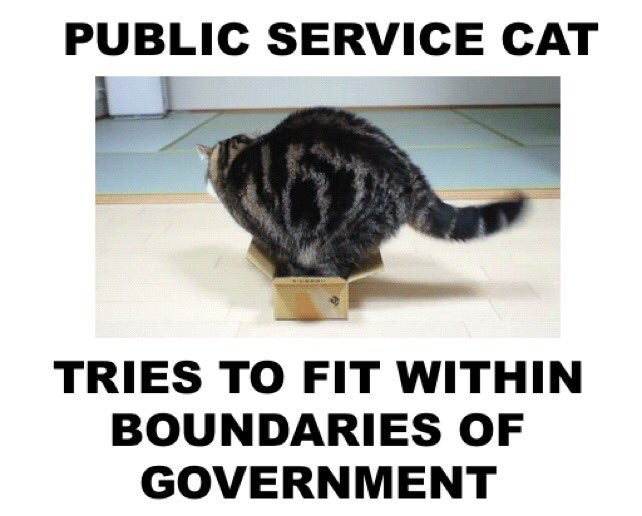 PUBLIC SERVICE CAT
TRIES TO FIT WITHIN
BOUNDARIES OF
GOVERNMENT